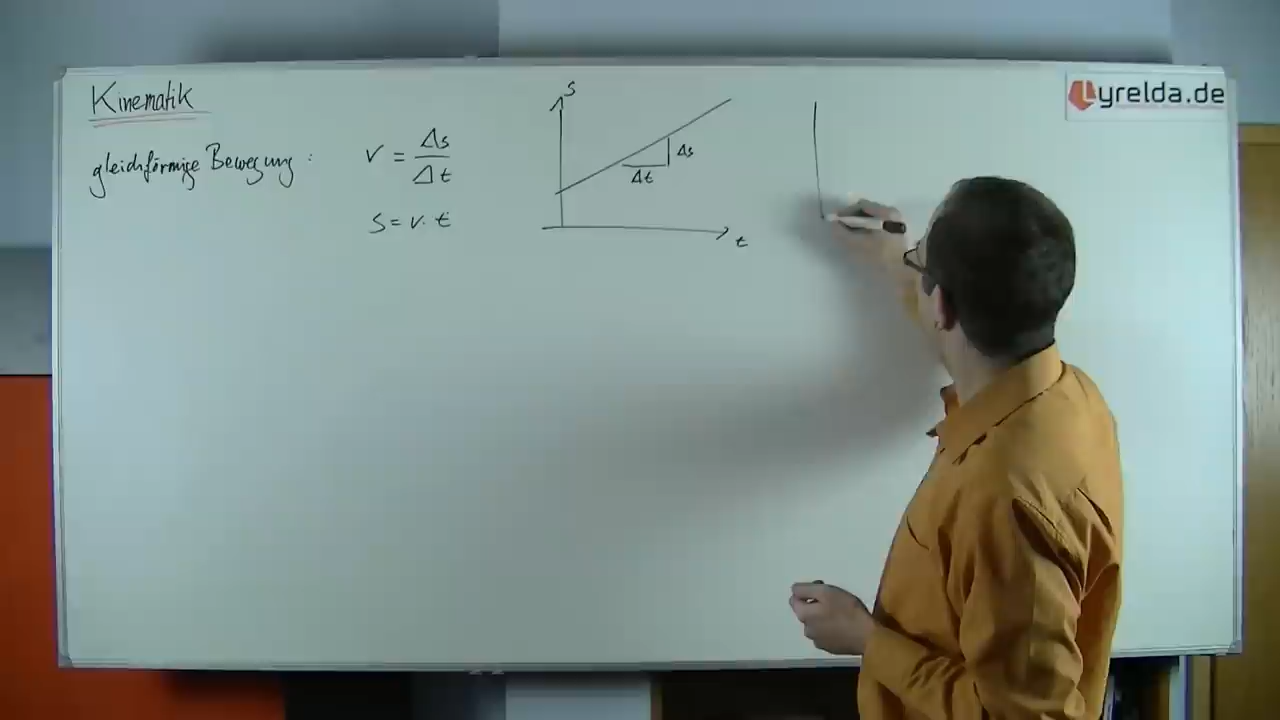 Kinematik
gleichförmige Bewegung:
v = Δs / Δt
s = v · t
s
Δs
Δt
t
Lyrelda.de